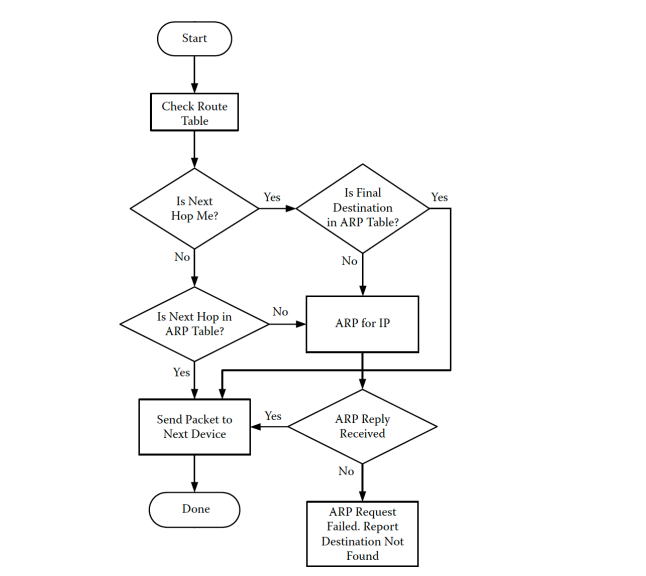 Start
Check Route
Table
Is Next
Hop Me?
Yes
Is Final
Destination
in ARP Table?
Yes
No
No
Is Next Hop in
ARP Table?
No
ARP for IP
Yes
Send Packet to
Next Device
Yes
ARP Reply
Received
No
Done
ARP Request
Failed. Report
Destination Not
Found